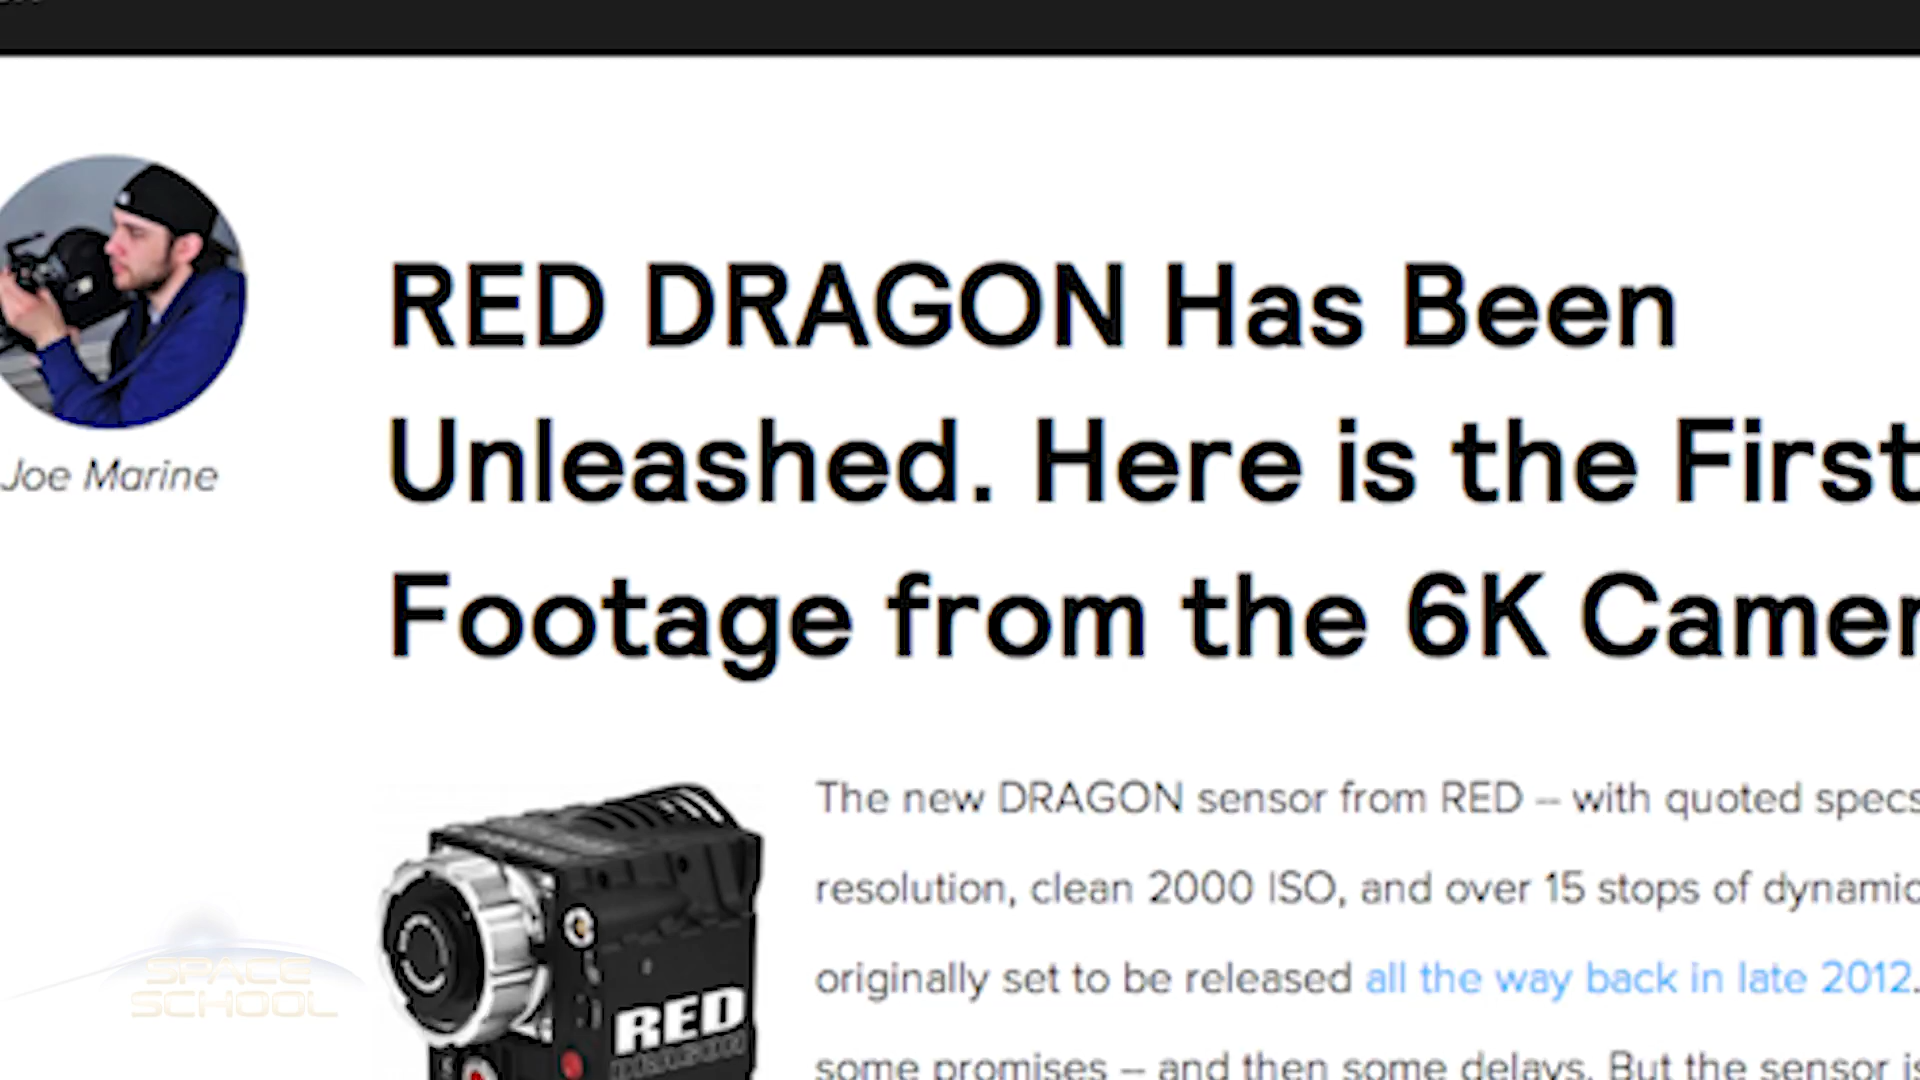 Joe Marine
RED DRAGON Has Been
Unleashed. Here is the First
Footage from the 6K Camer
The new DRAGON sensor from RED – with quoted specs
resolution, clean 2000 ISO, and over 15 stops of dynamic
originally set to be released all the way back in late 2012.
some promises – and then some delays. But the sensor is
RED
DRAGON
SPACE
SCHOOL